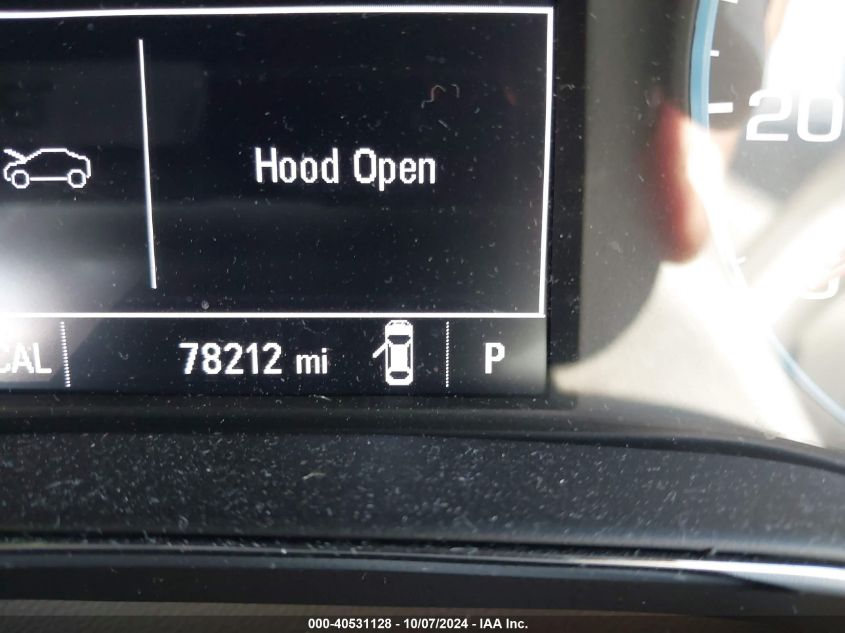 20
Hood Open
CAL
78212 mi
P
000-40531128 - 10/07/2024 - IAA Inc.